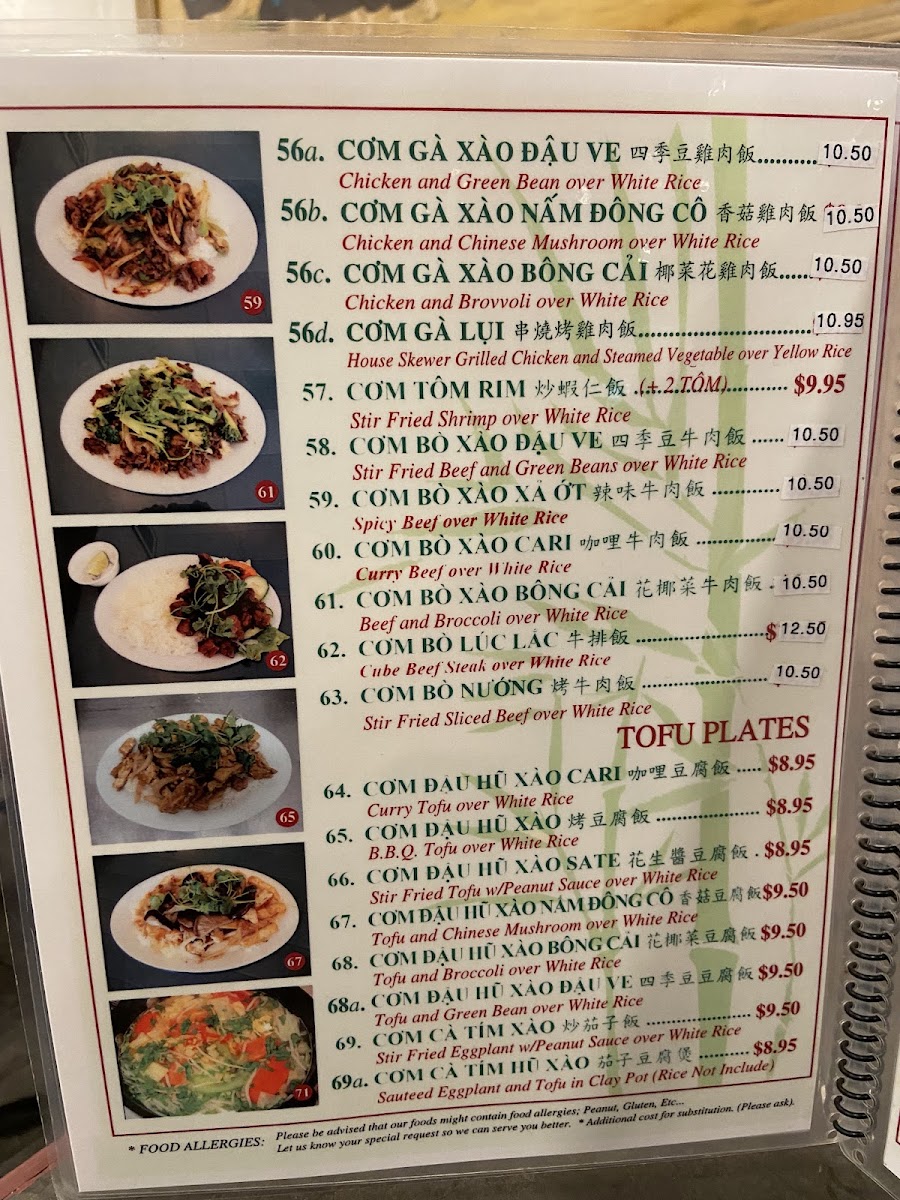 56a. CƠM GÀ XÀO ĐẬU VE 四季豆雞肉飯........... 10.50
Chicken and Green Bean over White Rice
56b. CƠM GÀ XÀO NẤM ĐÔNG CÔ 香菇雞肉飯 10.50
Chicken and Chinese Mushroom over White Rice
56c. CƠM GÀ XÀO BÔNG CẢI 椰菜花雞肉飯...... 10.50
Chicken and Brovvoli over White Rice
56d. CƠM GÀ LỤI 串燒烤雞肉飯................................ 10.95
House Skewer Grilled Chicken and Steamed Vegetable over Yellow Rice
57. CƠM TÔM RIM 炒蝦仁飯 .(+ 2 TÔM)............... $9.95
Stir Fried Shrimp over White Rice
58. CƠM BÒ XÀO ĐẬU VE 四季豆牛肉飯 ...... 10.50
Stir Fried Beef and Green Beans over White Rice
59. CƠM BÒ XÀO XẢ ỚT 辣味牛肉飯 ............. 10.50
Spicy Beef over White Rice
60. CƠM BÒ XÀO CARI 咖哩牛肉飯 ................ 10.50
Curry Beef over White Rice
61. CƠM BÒ XÀO BÔNG CẢI 花椰菜牛肉飯 . 10.50
Beef and Broccoli over White Rice
62. CƠM BÒ LÚC LẮC 牛排飯 ........................$ 12.50
Cube Beef Steak over White Rice
63. CƠM BÒ NƯỚNG 烤牛肉飯 ........................ 10.50
Stir Fried Sliced Beef over White Rice
TOFU PLATES
64. CƠM ĐẬU HŨ XÀO CARI 咖哩豆腐飯 ..... $8.95
Curry Tofu over White Rice
65. CƠM ĐẬU HŨ XÀO 烤豆腐飯 .................... $8.95
B.B.Q. Tofu over White Rice
66. CƠM ĐẬU HŨ XÀO SATE 花生醬豆腐飯 . $8.95
Stir Fried Tofu w/Peanut Sauce over White Rice
67. CƠM ĐẬU HŨ XÀO NẤM ĐÔNG CÔ 香菇豆腐飯$9.50
Tofu and Chinese Mushroom over White Rice
68. CƠM ĐẬU HŨ XÀO BÔNG CẢI 花椰菜豆腐飯 $9.50
Tofu and Broccoli over White Rice
68a. CƠM ĐẬU HŨ XÀO ĐẬU VE 四季豆豆腐飯 $9.50
Tofu and Green Bean over White Rice
69. CƠM CÀ TÍM XÀO 炒茄子飯 ..................... $9.50
Stir Fried Eggplant w/Peanut Sauce over White Rice
69a. CƠM CÀ TÍM HŨ XÀO 茄子豆腐煲 .......... $8.95
Sauteed Eggplant and Tofu in Clay Pot (Rice Not Include)
* FOOD ALLERGIES: Please be advised that our foods might contain food allergies; Peanut, Gluten, Etc...
Let us know your special request so we can serve you better. * Additional cost for substitution. (Please ask).
59
61
62
65
67
71